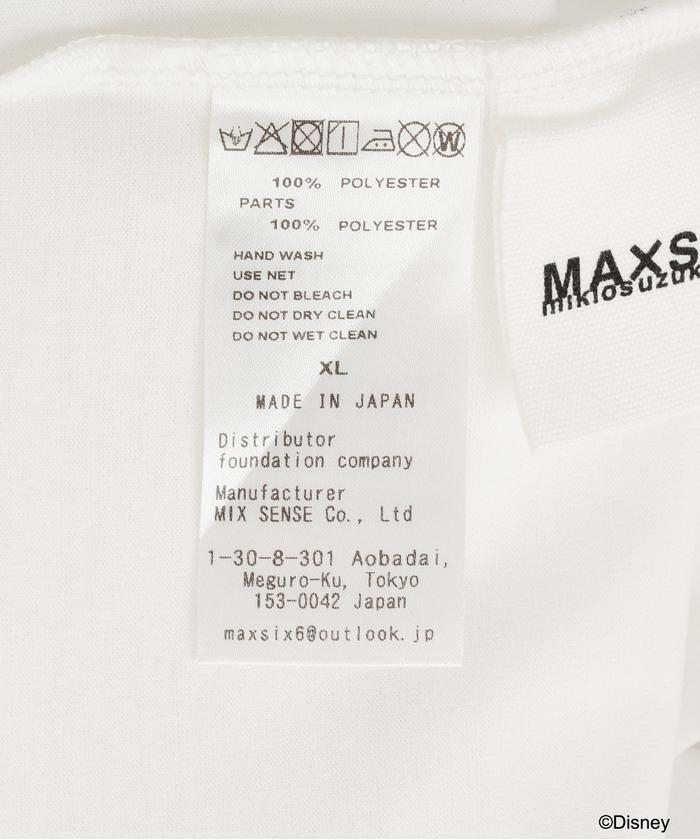 W
100% POLYESTER
PARTS
100% POLYESTER
HAND WASH
USE NET
DO NOT BLEACH
DO NOT DRY CLEAN
DO NOT WET CLEAN
XL
MADE IN JAPAN
Distributor
foundation company
Manufacturer
MIX SENSE Co., Ltd
1-30-8-301 Aobadai,
Meguro-Ku, Tokyo
153-0042 Japan
maxsix6@outlook.jp
MAXS
mikiosuzuk
©Disney